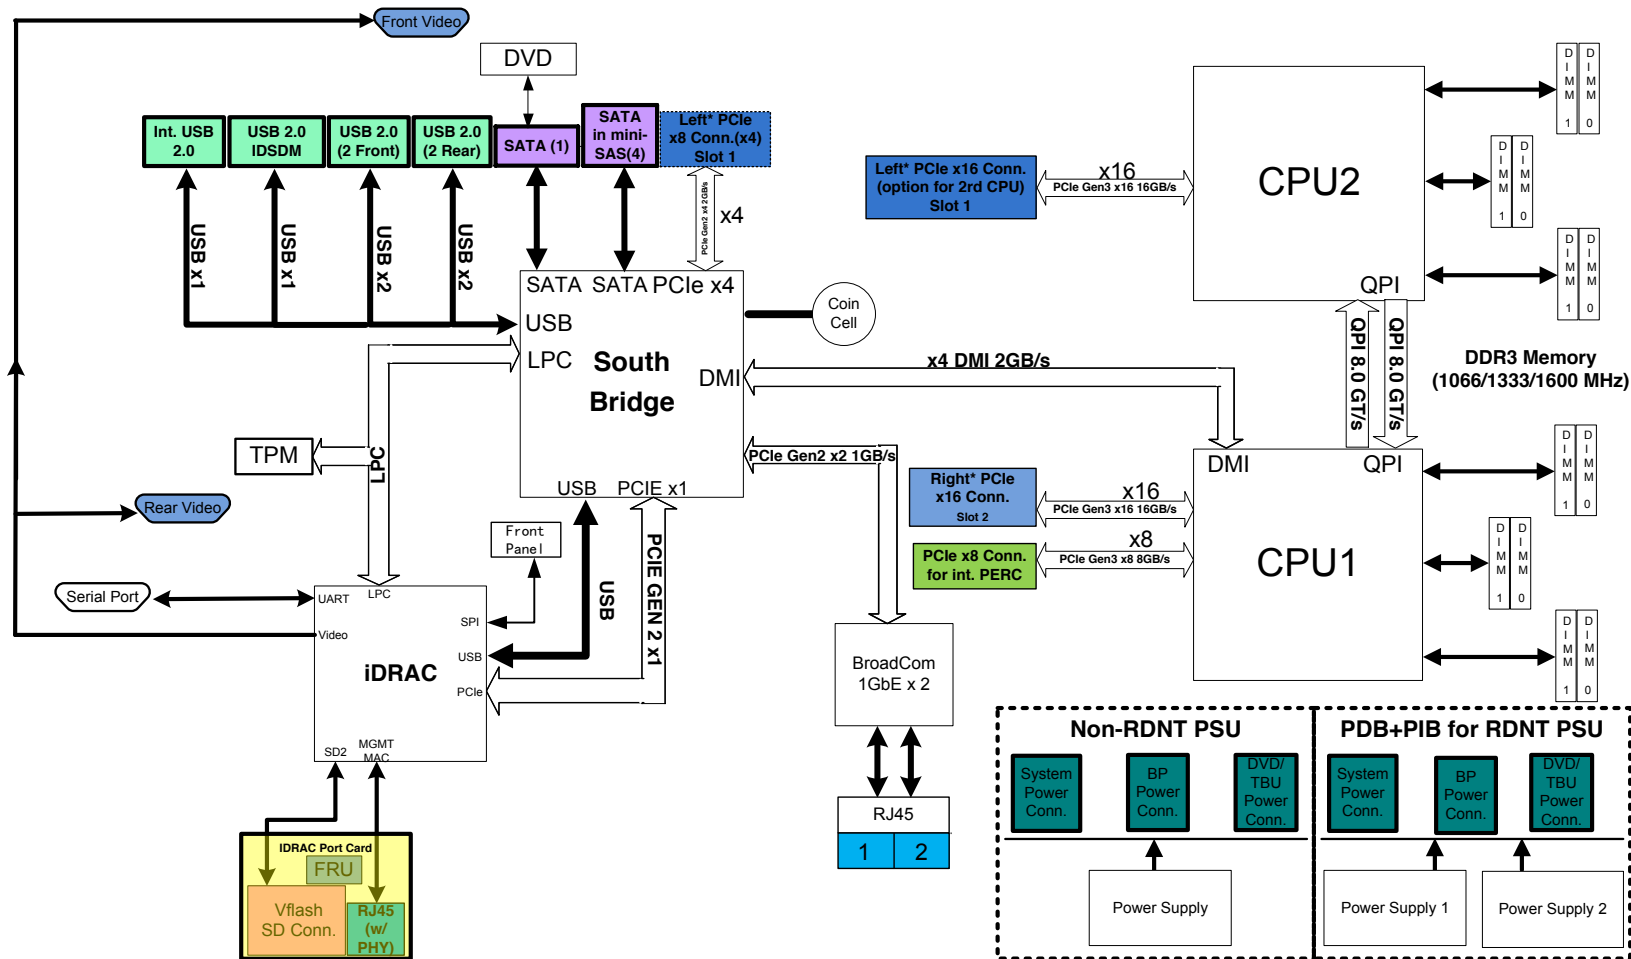 Front Video
DVD
Int. USB
2.0
USB 2.0
IDSDM
USB 2.0
(2 Front)
USB 2.0
(2 Rear)
SATA (1)
SATA
in mini-
SAS(4)
Left* PCIe
x8 Conn.(x4)
Slot 1
USB x1
USB x1
USB x2
USB x2
PCIe Gen2 x4 2GB/s
x4
SATA SATA PCIe x4
USB
LPC
South
Bridge
DMI
USB
PCIE x1
Coin
Cell
x4 DMI 2GB/s
PCIe Gen2 x2 1GB/s
TPM
LPC
Rear Video
Serial Port
Front
Panel
USB
PCIE GEN 2 x1
UART
LPC
Video
SPI
USB
PCIe
iDRAC
SD2
MGMT
MAC
IDRAC Port Card
FRU
Vflash
SD Conn.
RJ45
(w/
PHY)
BroadCom
1GbE x 2
RJ45
1
2
Left* PCIe x16 Conn.
(option for 2rd CPU)
Slot 1
x16
PCIe Gen3 x16 16GB/s
CPU2
QPI
QPI 8.0 GT/s
QPI 8.0 GT/s
DIMM 1
DIMM 0
DIMM 1
DIMM 0
DIMM 1
DIMM 0
DDR3 Memory
(1066/1333/1600 MHz)
DMI
QPI
CPU1
Right* PCIe
x16 Conn.
Slot 2
x16
PCIe Gen3 x16 16GB/s
PCIe x8 Conn.
for int. PERC
x8
PCIe Gen3 x8 8GB/s
DIMM 1
DIMM 0
DIMM 1
DIMM 0
DIMM 1
DIMM 0
Non-RDNT PSU
System
Power
Conn.
BP
Power
Conn.
DVD/
TBU
Power
Conn.
Power Supply
PDB+PIB for RDNT PSU
System
Power
Conn.
BP
Power
Conn.
DVD/
TBU
Power
Conn.
Power Supply 1
Power Supply 2